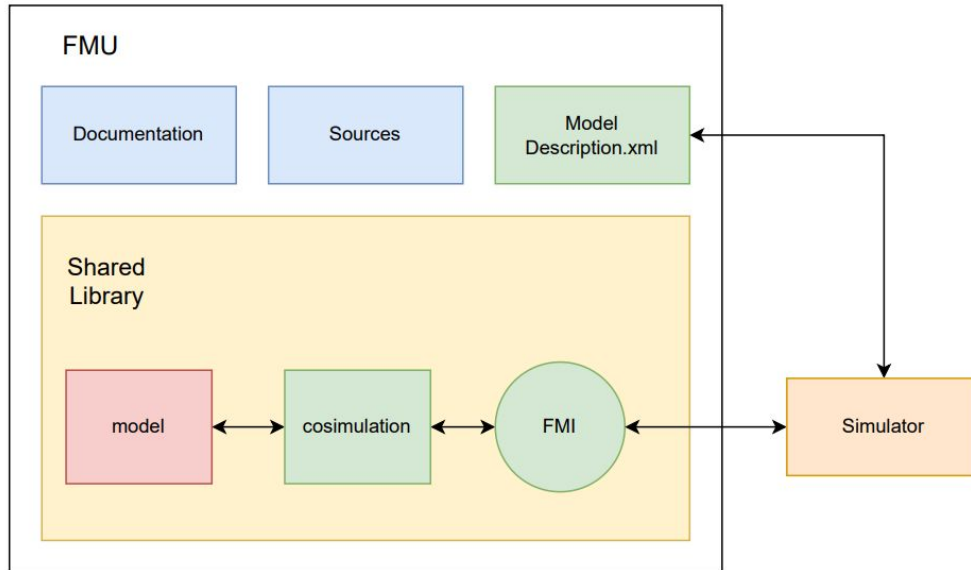 FMU
Documentation
Sources
Model
Description.xml
Shared
Library
model
cosimulation
FMI
Simulator